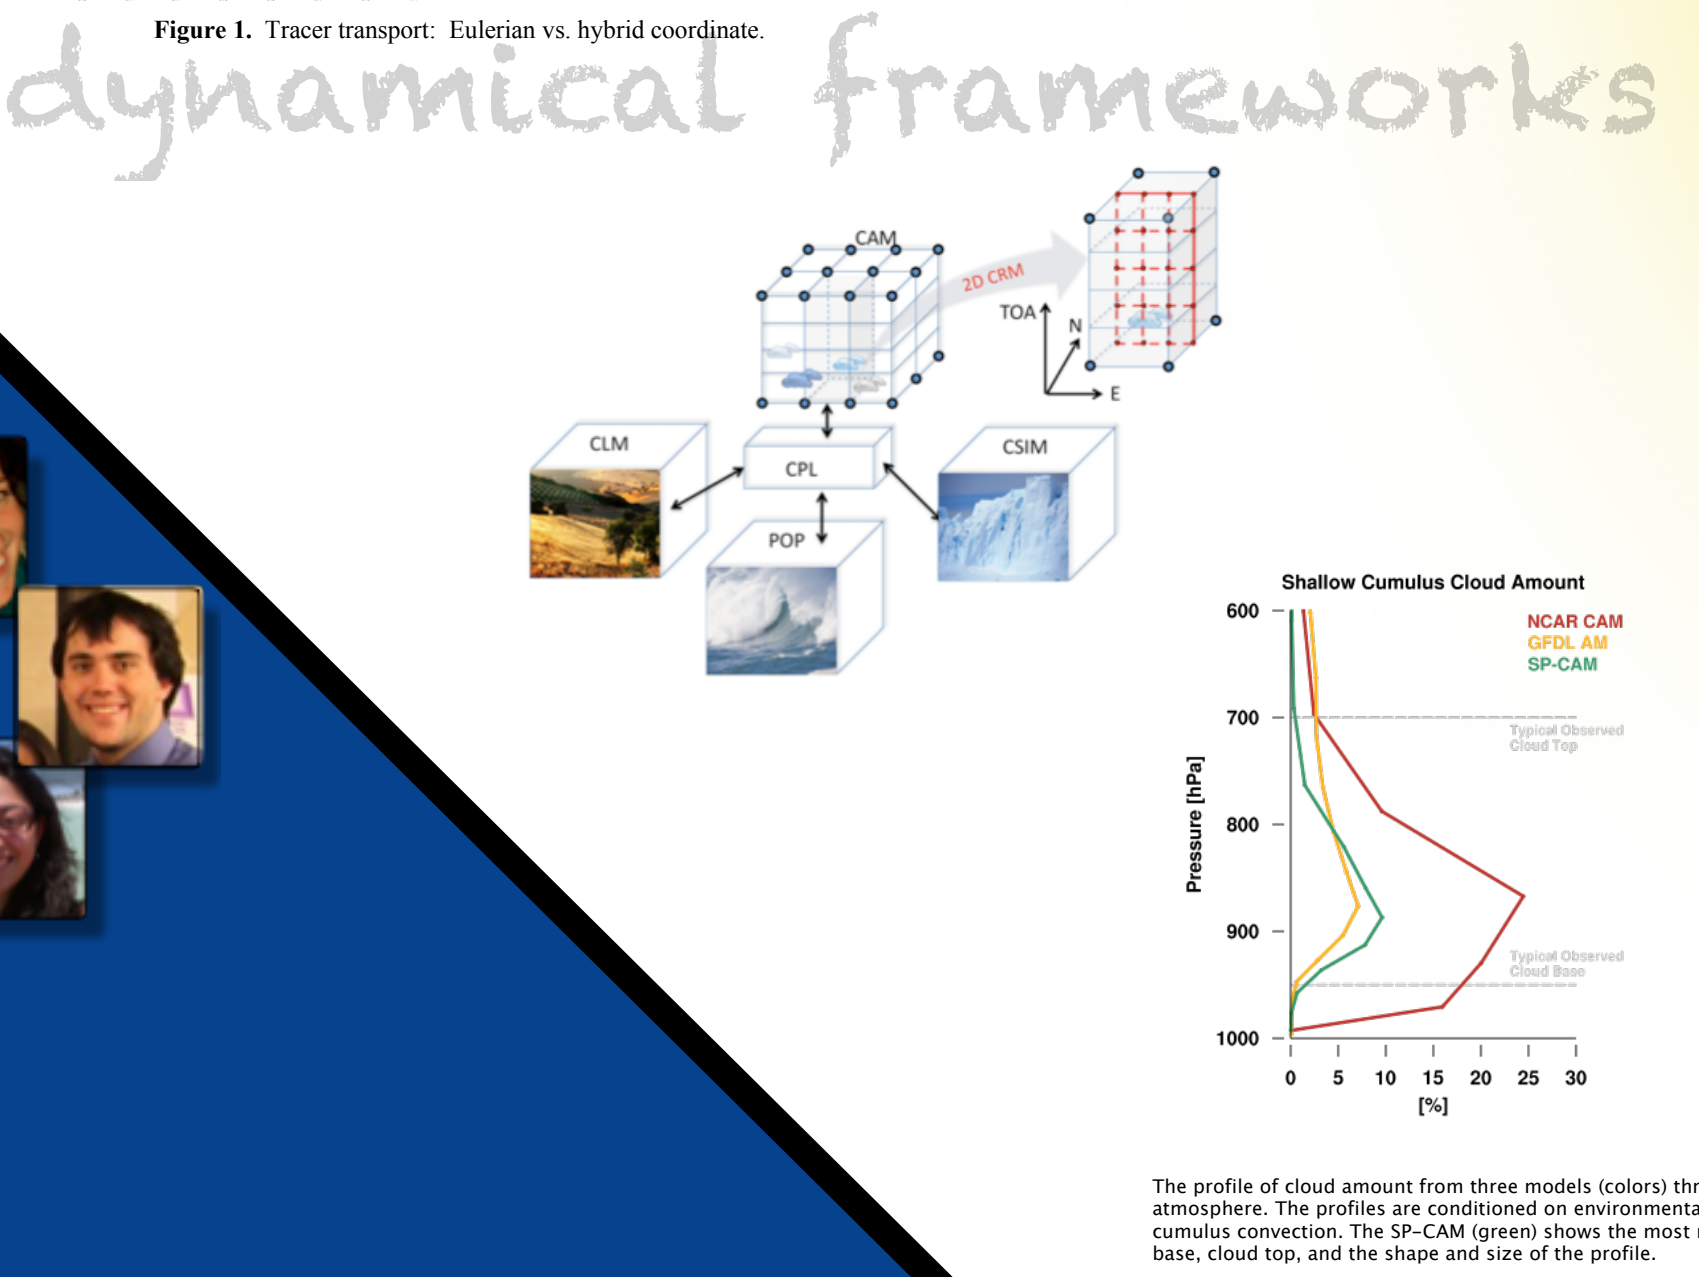 Figure 1. Tracer transport: Eulerian vs. hybrid coordinate.
dynamical frameworks
CAM
2D CRM
TOA
N
E
CLM
CPL
CSIM
POP
Shallow Cumulus Cloud Amount
NCAR CAM
GFDL AM
SP-CAM
600
700
800
900
1000
Pressure [hPa]
Typical Observed
Cloud Top
Typical Observed
Cloud Base
0 5 10 15 20 25 30
[%]
The profile of cloud amount from three models (colors)
atmosphere. The profiles are conditioned on
cumulus convection. The SP-CAM (green) shows the most
base, cloud top, and the shape and size of the profile.